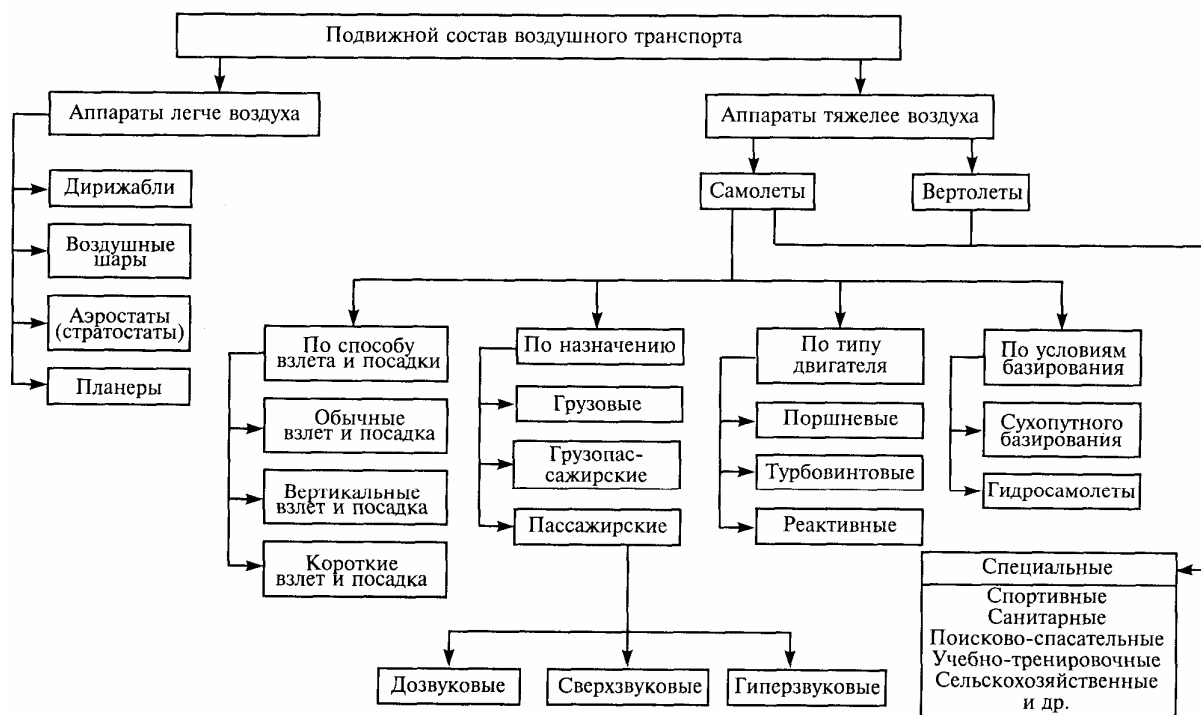 Подвижной состав воздушного транспорта
Аппараты легче воздуха
Аппараты тяжелее воздуха
Дирижабли
Воздушные
шары
Аэростаты
(стратостаты)
Планеры
Самолеты
Вертолеты
По способу
взлета и посадки
Обычные
взлет и посадка
Вертикальные
взлет и посадка
Короткие
взлет и посадка
По назначению
Грузовые
Грузопас-
сажирские
Пассажирские
По типу
двигателя
Поршневые
Турбовинтовые
Реактивные
По условиям
базирования
Сухопутного
базирования
Гидросамолеты
Дозвуковые
Сверхзвуковые
Гиперзвуковые
Специальные
Спортивные
Санитарные
Поисково-спасательные
Учебно-тренировочные
Сельскохозяйственные
и др.